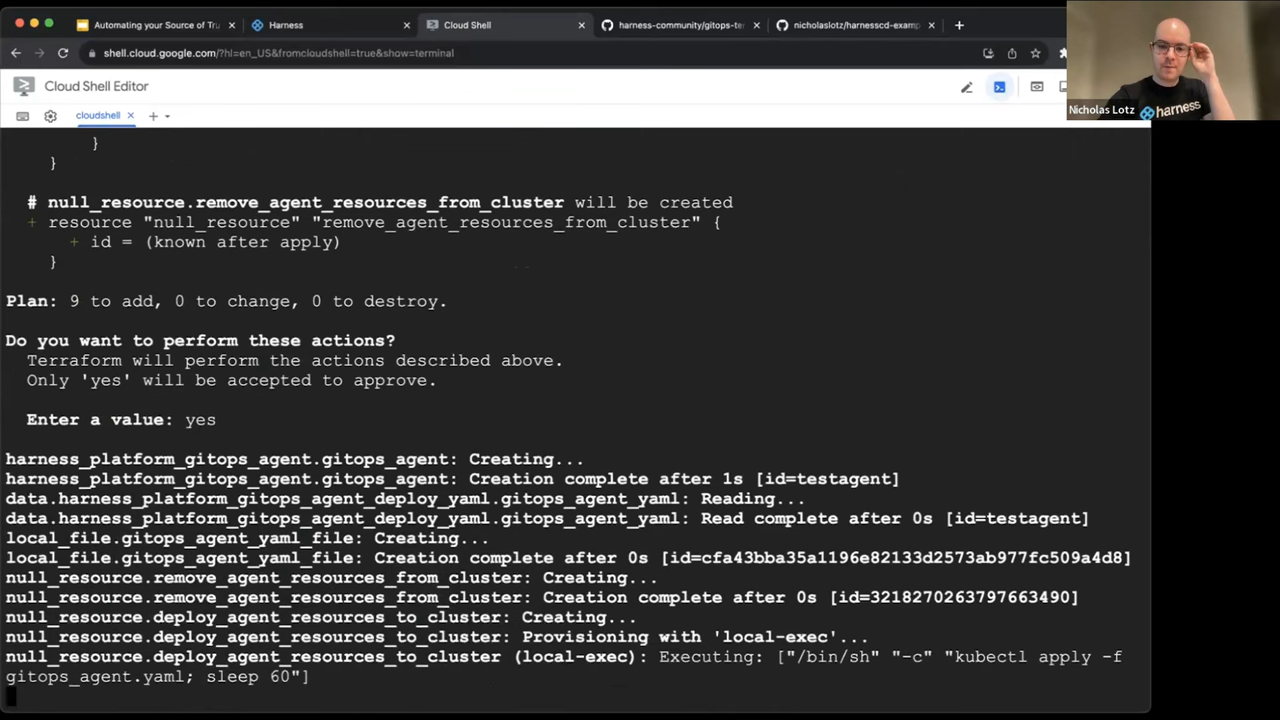 Automating your Source of Tru
Harness
Cloud Shell
harness-community/gitops-ter
nicholaslotz/harnesscd-examp
shell.cloud.google.com/?hl=en_US&fromcloudshell=true&show=terminal
Cloud Shell Editor
Nicholas Lotz
harness
cloudshell
}
}
# null_resource.remove_agent_resources_from_cluster will be created
+ resource "null_resource" "remove_agent_resources_from_cluster" {
+ id = (known after apply)
}
Plan: 9 to add, 0 to change, 0 to destroy.
Do you want to perform these actions?
Terraform will perform the actions described above.
Only 'yes' will be accepted to approve.
Enter a value: yes
harness_platform_gitops_agent.gitops_agent: Creating...
harness_platform_gitops_agent.gitops_agent: Creation complete after 1s [id=testagent]
data.harness_platform_gitops_agent_deploy_yaml.gitops_agent_yaml: Reading...
data.harness_platform_gitops_agent_deploy_yaml.gitops_agent_yaml: Read complete after 0s [id=testagent]
local_file.gitops_agent_yaml_file: Creating...
local_file.gitops_agent_yaml_file: Creation complete after 0s [id=cfa43bba35a1196e82133d2573ab977fc509a4d8]
null_resource.remove_agent_resources_from_cluster: Creating...
null_resource.remove_agent_resources_from_cluster: Creation complete after 0s [id=3218270263797663490]
null_resource.deploy_agent_resources_to_cluster: Creating...
null_resource.deploy_agent_resources_to_cluster: Provisioning with 'local-exec'...
null_resource.deploy_agent_resources_to_cluster (local-exec): Executing: ["/bin/sh" "-c" "kubectl apply -f
gitops_agent.yaml; sleep 60"]